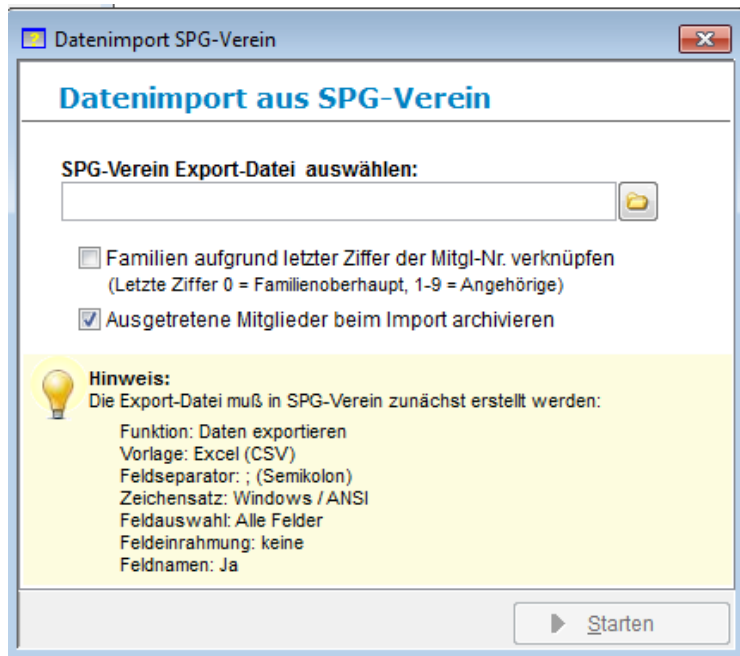 Datenimport SPG-Verein
Datenimport aus SPG-Verein
SPG-Verein Export-Datei auswählen:
Familien aufgrund letzter Ziffer der Mitgl-Nr. verknüpfen
(Letzte Ziffer 0 = Familienoberhaupt, 1-9 = Angehörige)
Ausgetretene Mitglieder beim Import archivieren
Hinweis:
Die Export-Datei muß in SPG-Verein zunächst erstellt werden:
Funktion: Daten exportieren
Vorlage: Excel (CSV)
Feldseparator: ; (Semikolon)
Zeichensatz: Windows / ANSI
Feldauswahl: Alle Felder
Feldeinrahmung: keine
Feldnamen: Ja
Starten